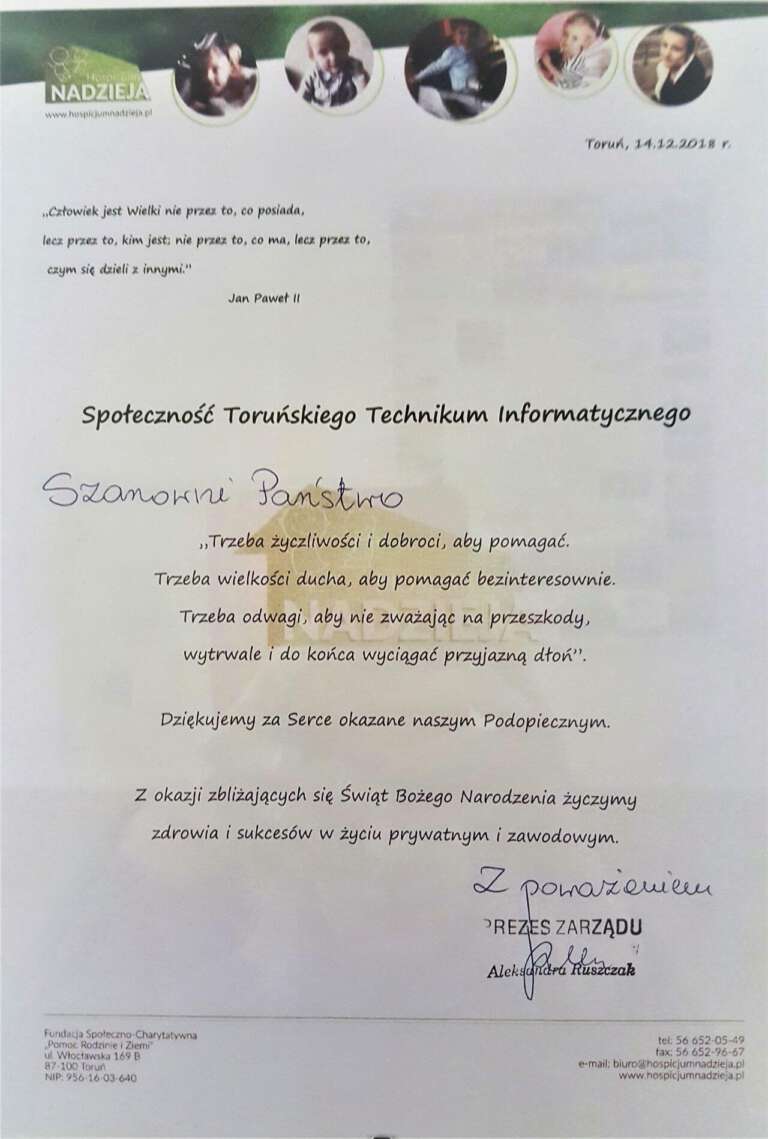 Hospicjum
NADZIEJA
www.hospicjumnadzieja.pl
Toruń, 14.12.2018 r.
„Człowiek jest Wielki nie przez to, co posiada,
lecz przez to, kim jest; nie przez to, co ma, lecz przez to,
czym się dzieli z innymi.”
Jan Paweł II
Społeczność Toruńskiego Technikum Informatycznego
Szanowni Państwo
„Trzeba życzliwości i dobroci, aby pomagać.
Trzeba wielkości ducha, aby pomagać bezinteresownie.
Trzeba odwagi, aby nie zważając na przeszkody,
wytrwale i do końca wyciągać przyjazną dłoń”.
NADZIEJA
Dziękujemy za Serce okazane naszym Podopiecznym.
Z okazji zbliżających się Świąt Bożego Narodzenia życzymy
zdrowia i sukcesów w życiu prywatnym i zawodowym.
Z poważaniem
PREZES ZARZĄDU
Aleksandra Ruszczak
Fundacja Społeczno-Charytatywna
„Pomoc Rodzinie i Ziemi”
ul. Włocławska 169 B
87-100 Toruń
NIP: 956-16-03-640
tel: 56 652-05-49
fax: 56 652-96-67
e-mail: biuro@hospicjumnadzieja.pl
www.hospicjumnadzieja.pl